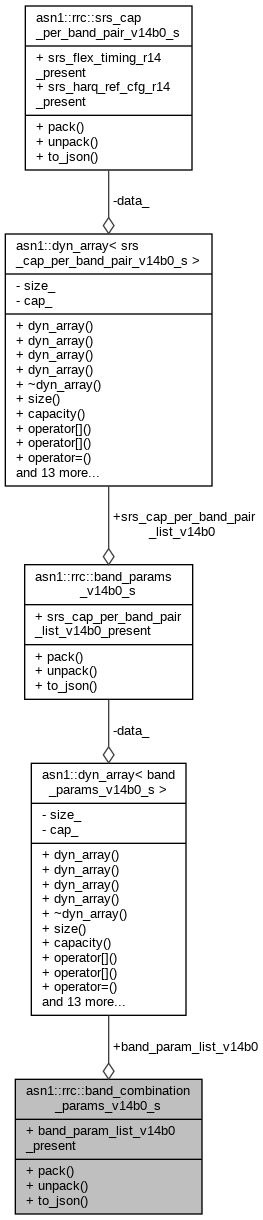 asn1::rrc::srs_cap
_per_band_pair_v14b0_s
+ srs_flex_timing_r14
_present
+ srs_harq_ref_cfg_r14
_present
+ pack()
+ unpack()
+ to_json()
-data_
asn1::dyn_array< srs
_cap_per_band_pair_v14b0_s >
- size_
- cap_
+ dyn_array()
+ dyn_array()
+ dyn_array()
+ dyn_array()
+ ~dyn_array()
+ size()
+ capacity()
+ operator[]()
+ operator[]()
+ operator=()
and 13 more...
+srs_cap_per_band_pair
_list_v14b0
asn1::rrc::band_params
_v14b0_s
+ srs_cap_per_band_pair
_list_v14b0_present
+ pack()
+ unpack()
+ to_json()
-data_
asn1::dyn_array< band
_params_v14b0_s >
- size_
- cap_
+ dyn_array()
+ dyn_array()
+ dyn_array()
+ dyn_array()
+ ~dyn_array()
+ size()
+ capacity()
+ operator[]()
+ operator[]()
+ operator=()
and 13 more...
+band_param_list_v14b0
asn1::rrc::band_combination
_params_v14b0_s
+ band_param_list_v14b0
_present
+ pack()
+ unpack()
+ to_json()